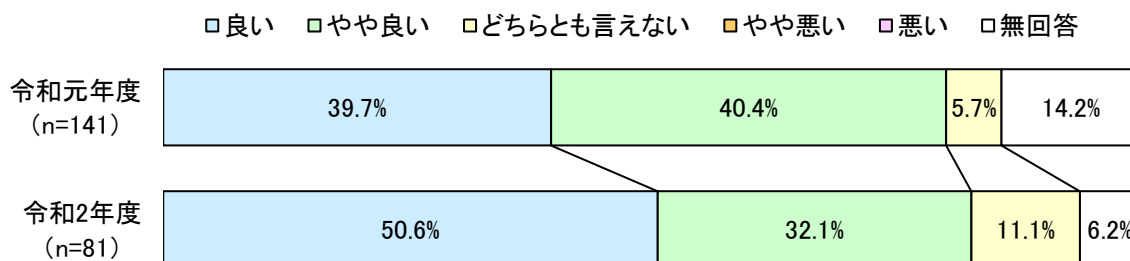 良い やや良い どちらとも言えない やや悪い 悪い 無回答
令和元年度
(n=141)
39.7% 40.4% 5.7% 14.2%
令和2年度
(n=81)
50.6% 32.1% 11.1% 6.2%